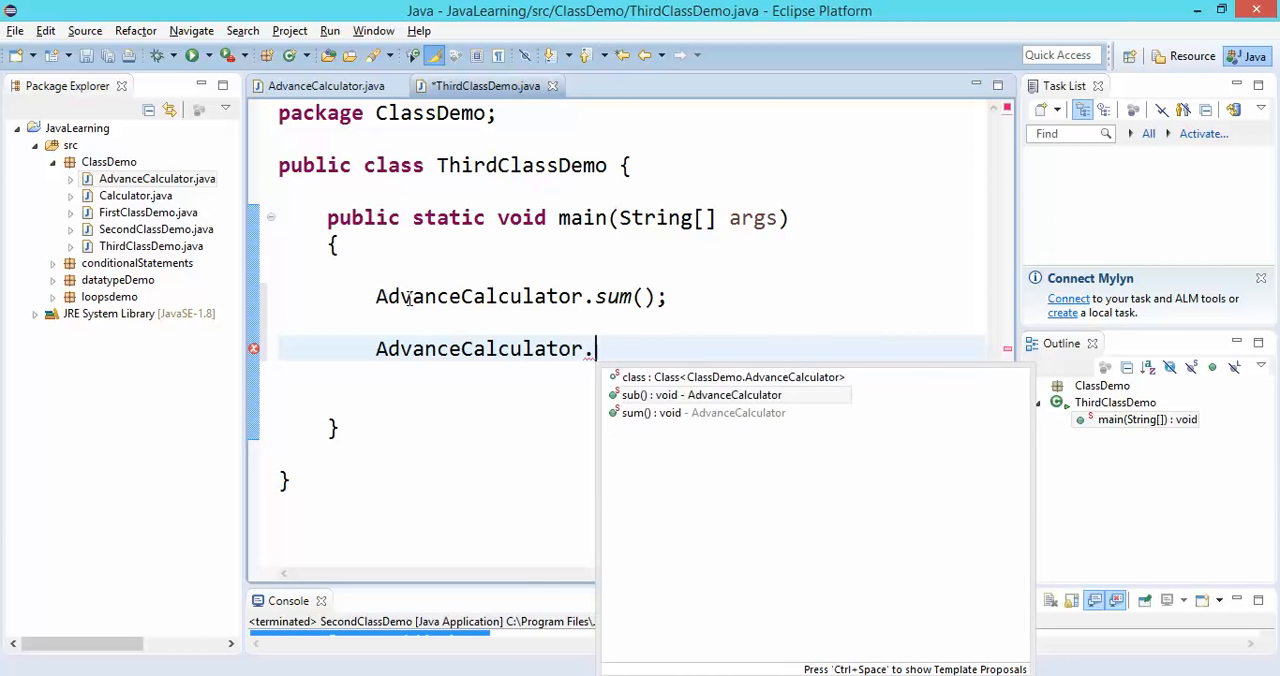 Java - JavaLearning/src/ClassDemo/ThirdClassDemo.java - Eclipse Platform
File Edit Source Refactor Navigate Search Project Run Window Help
Quick Access Resource Java
Package Explorer
JavaLearning
src
ClassDemo
AdvanceCalculator.java
Calculator.java
FirstClassDemo.java
SecondClassDemo.java
ThirdClassDemo.java
conditionalStatements
datatypeDemo
loopsdemo
JRE System Library [JavaSE-1.8]
AdvanceCalculator.java *ThirdClassDemo.java
package ClassDemo;
public class ThirdClassDemo {
public static void main(String[] args)
{
AdvanceCalculator.sum();
AdvanceCalculator.
}
}
class : Class<ClassDemo.AdvanceCalculator>
sub() : void - AdvanceCalculator
sum() : void - AdvanceCalculator
Press 'Ctrl+Space' to show Template Proposals
Console
<terminated> SecondClassDemo [Java Application] C:\Program Files\
Task List
Find All Activate...
Connect Mylyn
Connect to your task and ALM tools or
create a local task.
Outline
ClassDemo
ThirdClassDemo
main(String[]) : void